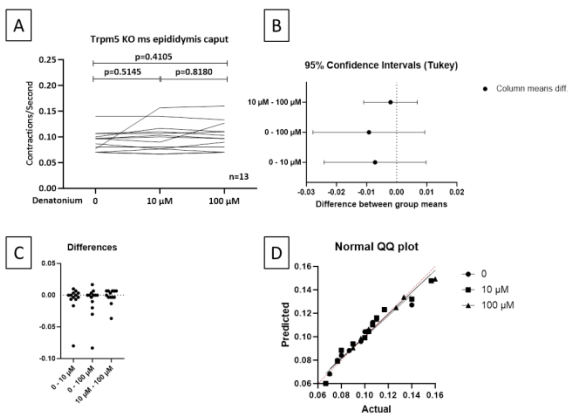 A
Trpm5 KO ms epididymis caput
p=0.4105
p=0.5145
p=0.8180
0.25
0.20
0.15
0.10
0.05
0.00
Contractions/Second
n=13
Denatonium
0
10 µM
100 µM
B
95% Confidence Intervals (Tukey)
10 µM - 100 µM
0 - 100 µM
0 - 10 µM
-0.03
-0.01
0.00
0.01
0.02
Difference between group means
Column means diff.
C
Differences
0.05
0.00
-0.05
-0.10
0 - 10 µM
0 - 100 µM
10 µM - 100 µM
D
Normal QQ plot
0.16
0.14
0.12
0.10
0.08
0.06
Predicted
0.06
0.08
0.10
0.12
0.14
0.16
Actual
0
10 µM
100 µM